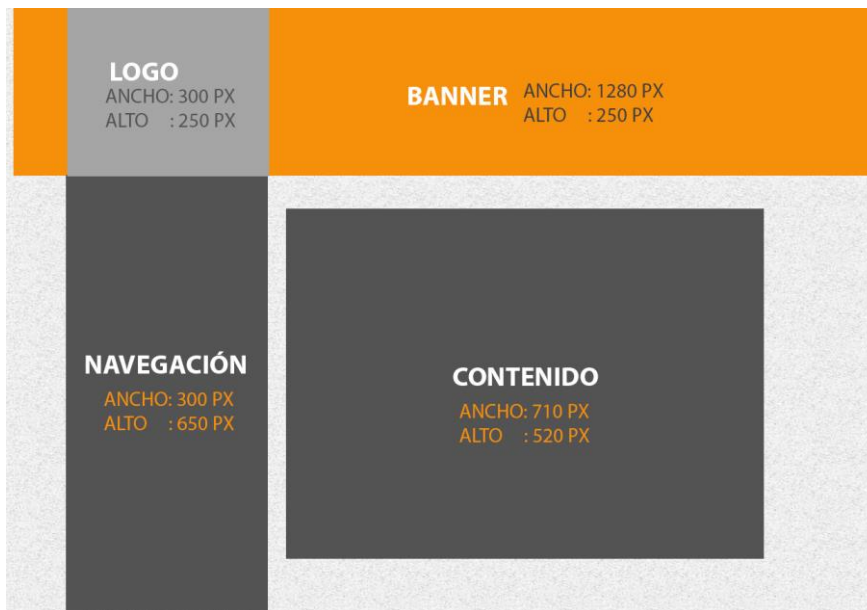 LOGO
ANCHO: 300 PX
ALTO : 250 PX
BANNER
ANCHO: 1280 PX
ALTO : 250 PX
NAVEGACIÓN
ANCHO: 300 PX
ALTO : 650 PX
CONTENIDO
ANCHO: 710 PX
ALTO : 520 PX